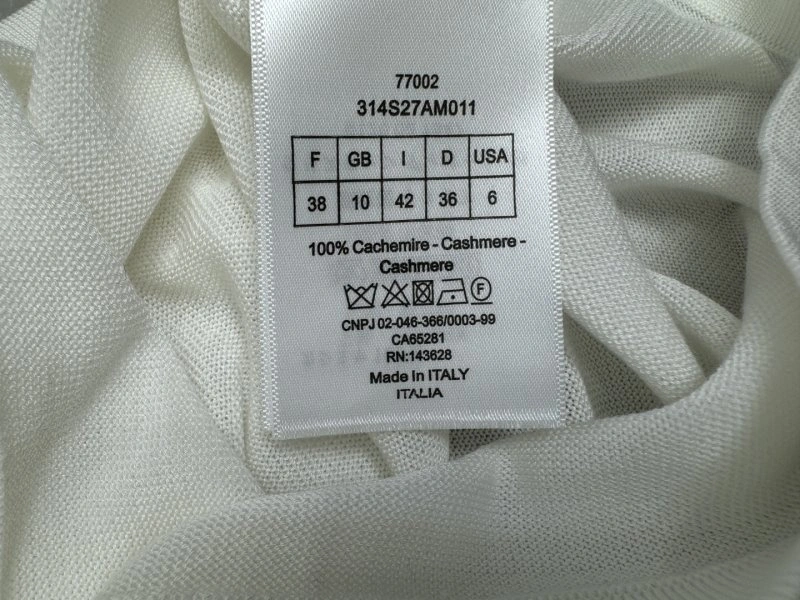 77002
314S27AM011
F GB I D USA
38 10 42 36 6
100% Cachemire - Cashmere -
Cashmere
F
CNPJ 02-046-366/0003-99
CA65281
RN:143628
Made In ITALY
ITALIA